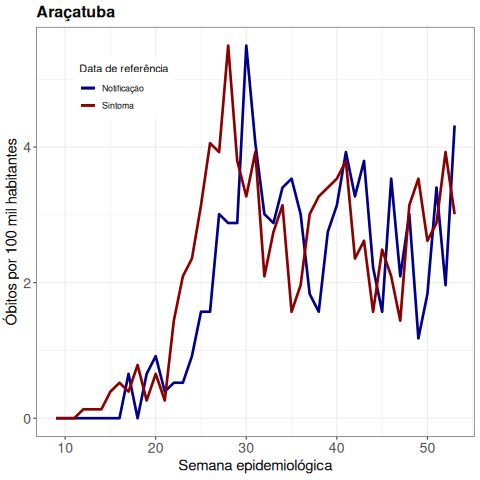 Araçatuba
Óbitos por 100 mil habitantes
Data de referência
Notificação
Sintoma
4
2
0
10 20 30 40 50
Semana epidemiológica